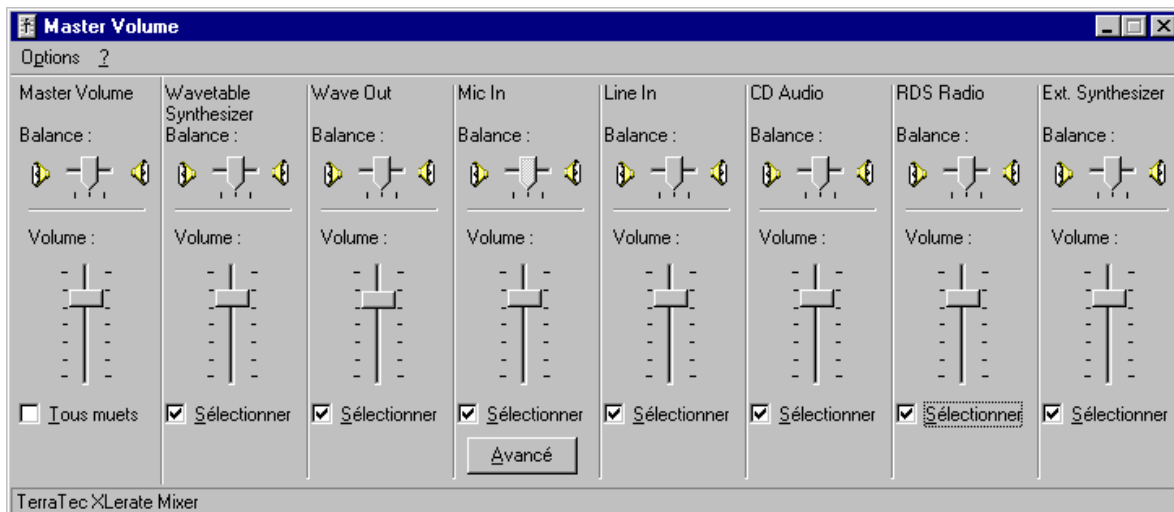 Master Volume
Options ?
Master Volume
Wavetable
Synthesizer
Wave Out
Mic In
Line In
CD Audio
RDS Radio
Ext. Synthesizer
Balance :
Balance :
Balance :
Balance :
Balance :
Balance :
Balance :
Balance :
Volume :
Volume :
Volume :
Volume :
Volume :
Volume :
Volume :
Volume :
Tous muets
Sélectionner
Sélectionner
Sélectionner
Sélectionner
Sélectionner
Sélectionner
Sélectionner
Avancé
TerraTec XLerate Mixer